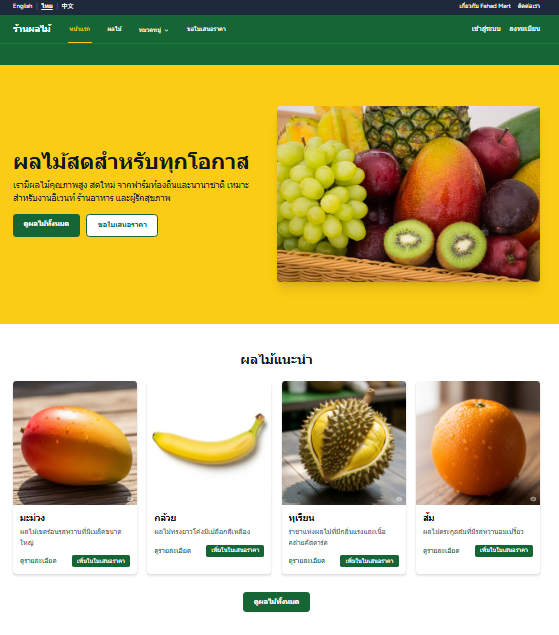 English | ไทย | 中文
เกี่ยวกับ Fahad Mart ติดต่อเรา
ร้านผลไม้
หน้าแรก ผลไม้ หมวดหมู่ ขอใบเสนอราคา
เข้าสู่ระบบ ลงทะเบียน
ผลไม้สดสำหรับทุกโอกาส
เรามีผลไม้คุณภาพสูง สดใหม่ จากฟาร์มท้องถิ่นและนานาชาติ เหมาะ
สำหรับงานอีเวนท์ ร้านอาหาร และผู้รักสุขภาพ
ดูผลไม้ทั้งหมด ขอใบเสนอราคา
ผลไม้แนะนำ
มะม่วง
ผลไม้เขตร้อนรสหวานที่มีเมล็ดขนาด
ใหญ่
ดูรายละเอียด เพิ่มในใบเสนอราคา
กล้วย
ผลไม้ทรงยาวโค้งมีเปลือกสีเหลือง
ดูรายละเอียด เพิ่มในใบเสนอราคา
ทุเรียน
ราชาแห่งผลไม้ที่มีกลิ่นแรงและเนื้อ
คล้ายคัสตาร์ด
ดูรายละเอียด เพิ่มในใบเสนอราคา
ส้ม
ผลไม้ตระกูลส้มที่มีรสหวานอมเปรี้ยว
ดูรายละเอียด เพิ่มในใบเสนอราคา
ดูผลไม้ทั้งหมด